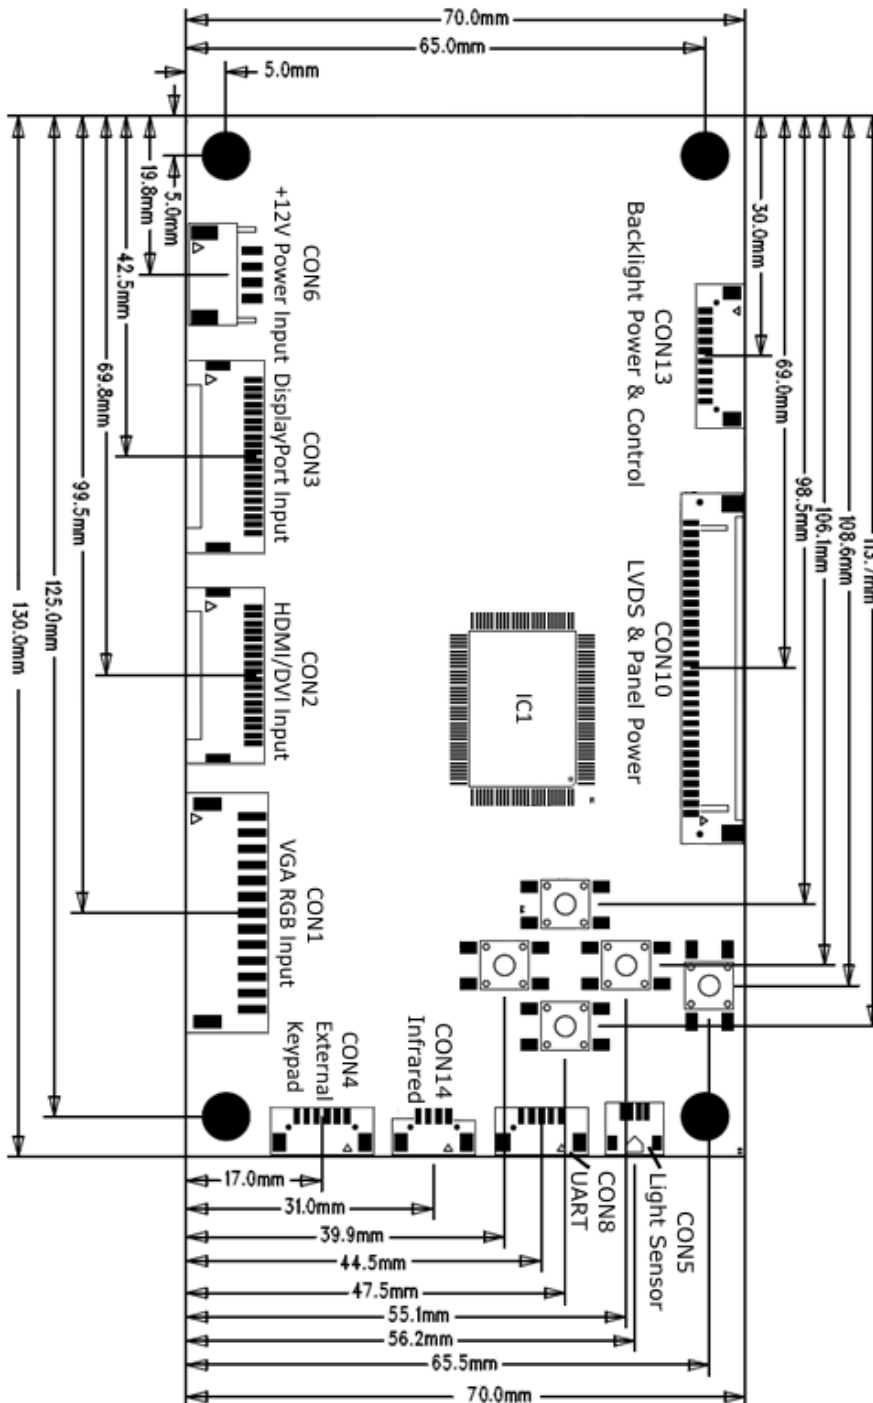 70.0mm
65.0mm
5.0mm
5.0mm
19.8mm
42.5mm
69.8mm
99.5mm
125.0mm
130.0mm
30.0mm
69.0mm
98.5mm
106.1mm
108.6mm
113.7mm
CON6
+12V Power Input
CON3
DisplayPort Input
CON2
HDMI/DVI Input
CON1
VGA RGB Input
CON13
Backlight Power & Control
CON10
LVDS & Panel Power
IC1
CON4
External
Keypad
CON14
Infrared
CON8
UART
CON5
Light Sensor
17.0mm
31.0mm
39.9mm
44.5mm
47.5mm
55.1mm
56.2mm
65.5mm
70.0mm